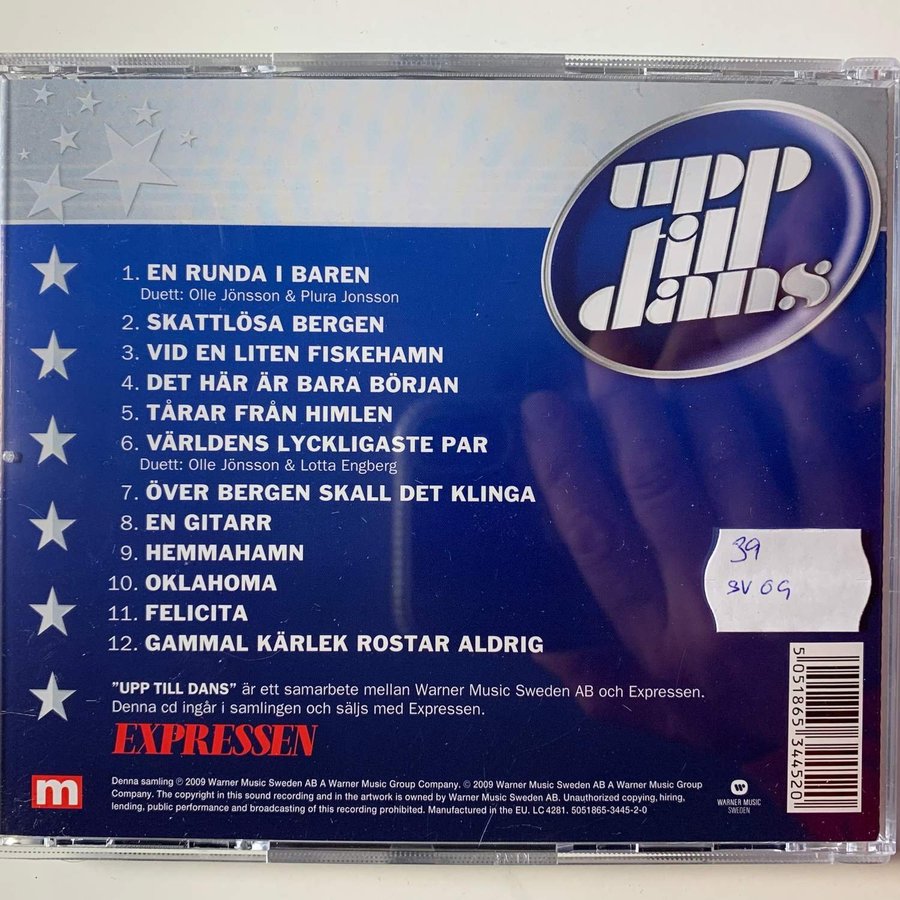 upp
till
dans
1. EN RUNDA I BAREN
Duett: Olle Jönsson & Plura Jonsson
2. SKATTLÖSA BERGEN
3. VID EN LITEN FISKEHAMN
4. DET HÄR ÄR BARA BÖRJAN
5. TÅRAR FRÅN HIMLEN
6. VÄRLDENS LYCKLIGASTE PAR
Duett: Olle Jönsson & Lotta Engberg
7. ÖVER BERGEN SKALL DET KLINGA
8. EN GITARR
9. HEMMAHAMN
10. OKLAHOMA
11. FELICITA
12. GAMMAL KÄRLEK ROSTAR ALDRIG
39
SV 09
"UPP TILL DANS" är ett samarbete mellan Warner Music Sweden AB och Expressen.
Denna cd ingår i samlingen och säljs med Expressen.
EXPRESSEN
m
Denna samling ℗ 2009 Warner Music Sweden AB A Warner Music Group Company. © 2009 Warner Music Sweden AB A Warner Music Group
Company. The copyright in this sound recording and in the artwork is owned by Warner Music Sweden AB. Unauthorized copying, hiring,
lending, public performance and broadcasting of this recording prohibited. Manufactured in the EU. LC 4281. 5051865-3445-2-0
WARNER MUSIC
SWEDEN
5 051865 344520